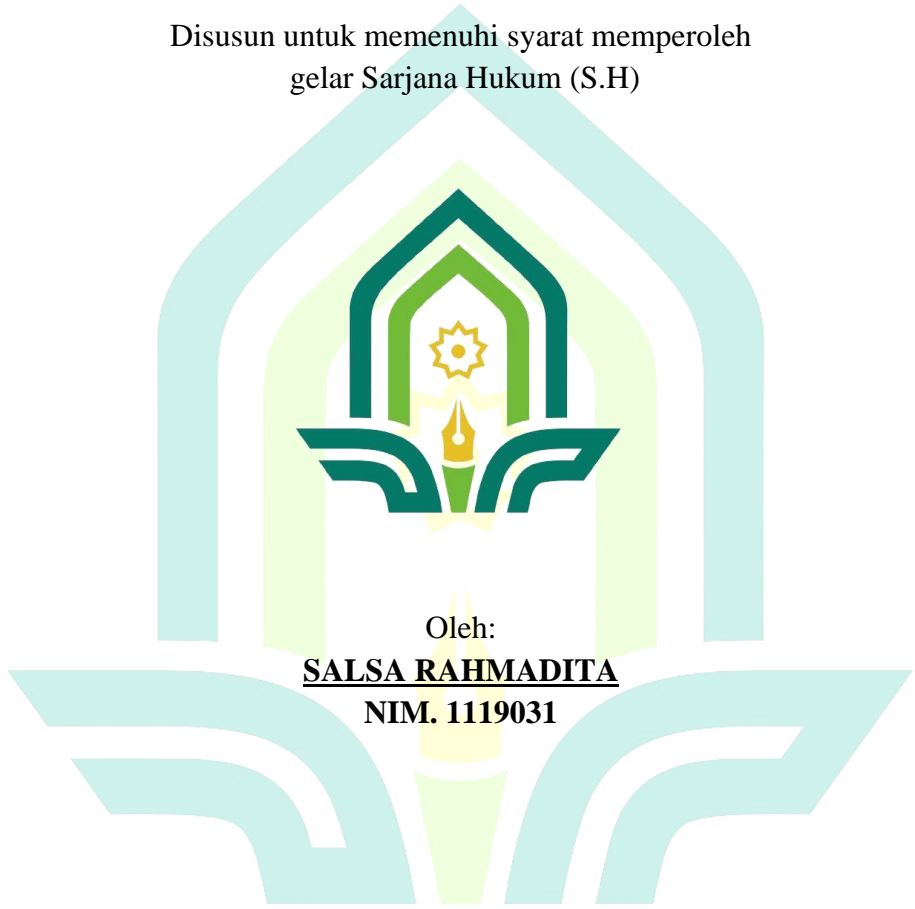 Disusun untuk memenuhi syarat memperoleh
gelar Sarjana Hukum (S.H)
Oleh:
SALSA RAHMADITA
NIM. 1119031